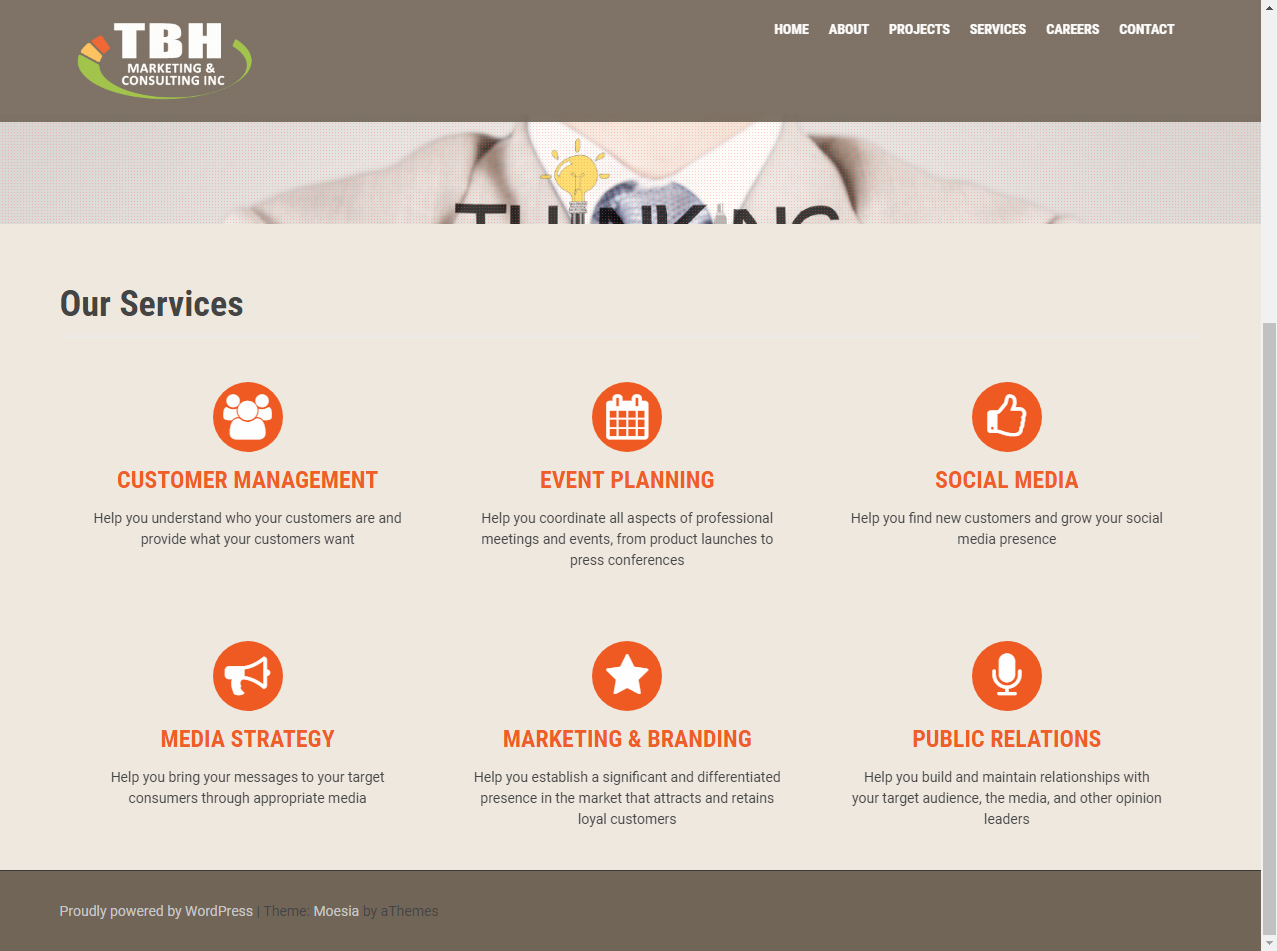 TBH
MARKETING &
CONSULTING INC
HOME ABOUT PROJECTS SERVICES CAREERS CONTACT
THINKING
Our Services
CUSTOMER MANAGEMENT
Help you understand who your customers are and
provide what your customers want
EVENT PLANNING
Help you coordinate all aspects of professional
meetings and events, from product launches to
press conferences
SOCIAL MEDIA
Help you find new customers and grow your social
media presence
MEDIA STRATEGY
Help you bring your messages to your target
consumers through appropriate media
MARKETING & BRANDING
Help you establish a significant and differentiated
presence in the market that attracts and retains
loyal customers
PUBLIC RELATIONS
Help you build and maintain relationships with
your target audience, the media, and other opinion
leaders
Proudly powered by WordPress | Theme: Moesia by aThemes